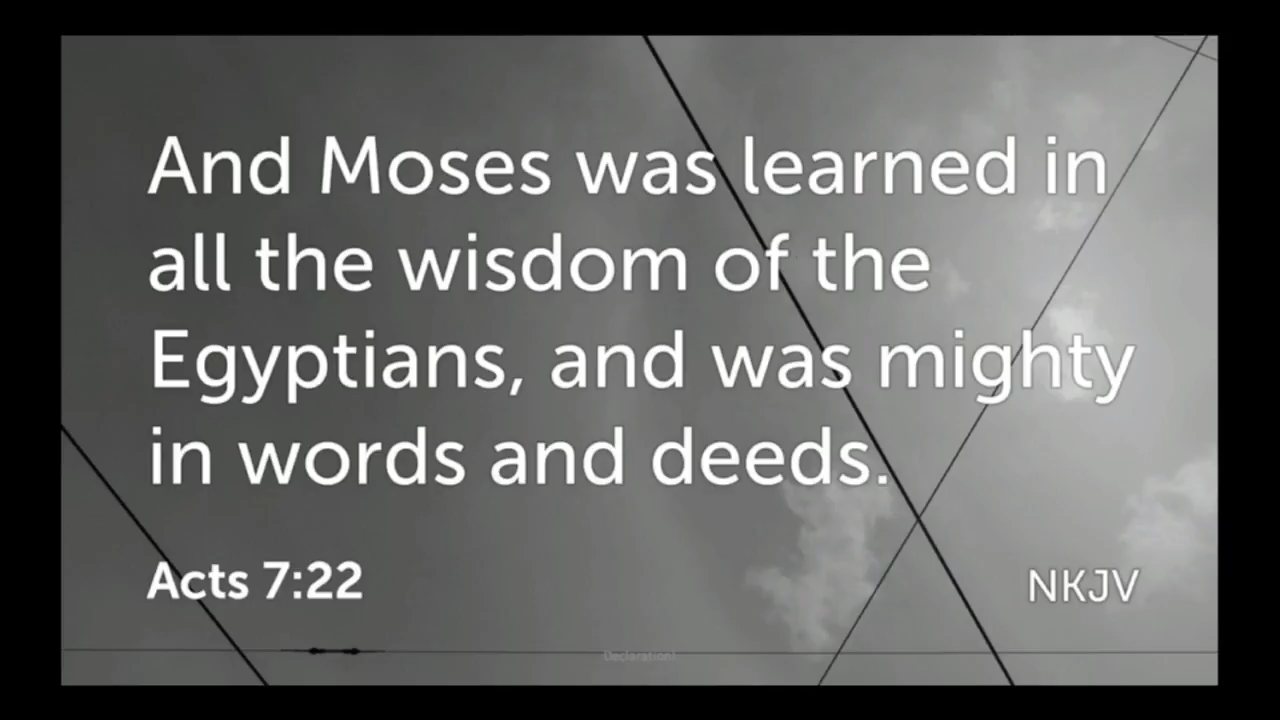 And Moses was learned in
all the wisdom of the
Egyptians, and was mighty
in words and deeds.
Acts 7:22
NKJV
Declaration!